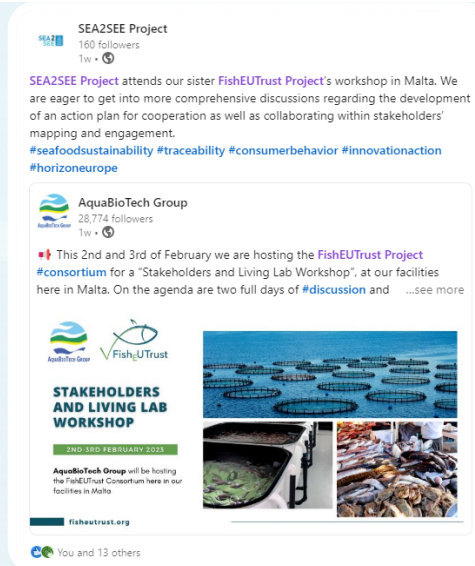 SEA2SEE
SEA2SEE Project
160 followers
1w •
SEA2SEE Project attends our sister FishEUTrust Project's workshop in Malta. We
are eager to get into more comprehensive discussions regarding the development
of an action plan for cooperation as well as collaborating within stakeholders'
mapping and engagement.
#seafoodsustainability #traceability #consumerbehavior #innovationaction
#horizoneurope
AquaBioTech Group
AquaBioTech Group
28,774 followers
1w •
This 2nd and 3rd of February we are hosting the FishEUTrust Project
#consortium for a "Stakeholders and Living Lab Workshop", at our facilities
here in Malta. On the agenda are two full days of #discussion and ...see more
AquaBioTech Group
FishEUTrust
STAKEHOLDERS
AND LIVING LAB
WORKSHOP
2ND-3RD FEBRUARY 2023
AquaBioTech Group will be hosting
the FishEUTrust Consortium here in our
facilities in Malta
fisheutrust.org
You and 13 others